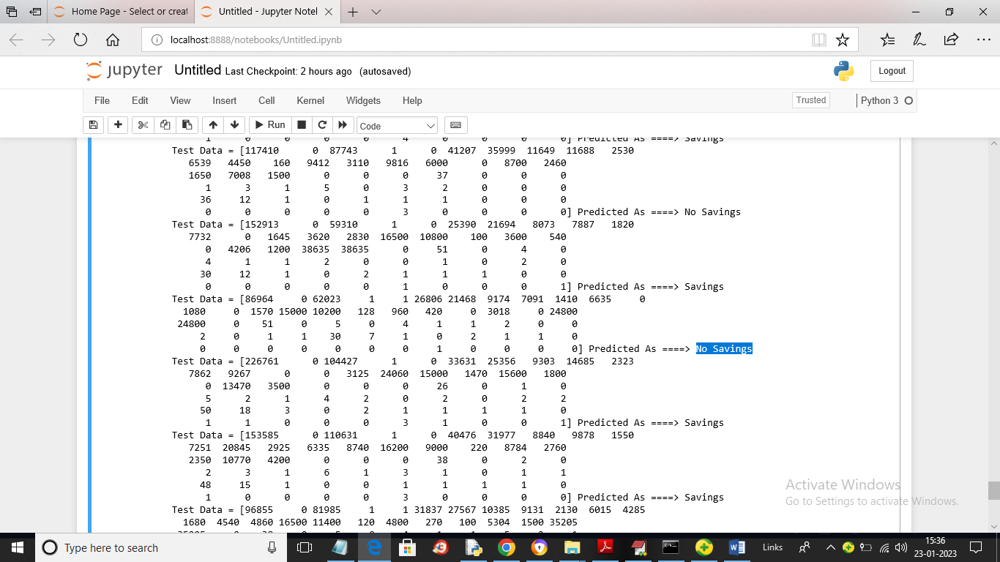 Home Page - Select or creat
Untitled - Jupyter Notel
localhost:8888/notebooks/Untitled.ipynb
jupyter Untitled Last Checkpoint: 2 hours ago (autosaved)
Logout
File Edit View Insert Cell Kernel Widgets Help
Trusted Python 3
Run Code
1 0 0 0 0 4 0 0 0 0] Predicted As ====> Savings
Test Data = [117410 0 87743 1 0 41207 35999 11649 11688 2530
6539 4450 160 9412 3110 9816 6000 0 8700 2460
1650 7008 1500 0 0 0 37 0 0 0
1 3 1 5 0 3 2 0 0 0
36 12 1 0 1 1 1 0 0 0
0 0 0 0 0 3 0 0 0 0] Predicted As ====> No Savings
Test Data = [152913 0 59310 1 0 25390 21694 8073 7887 1820
7732 0 1645 3620 2830 16500 10800 100 3600 540
0 4206 1200 38635 38635 0 51 0 4 0
4 1 1 2 0 0 1 0 2 0
30 12 1 0 2 1 1 1 0 0
0 0 0 0 0 1 0 0 0 1] Predicted As ====> Savings
Test Data = [86964 0 62023 1 1 26806 21468 9174 7091 1410 6635 0
1080 0 1570 15000 10200 128 960 420 0 3018 0 24800
24800 0 51 0 5 0 4 1 1 2 0 0
2 0 1 1 30 7 1 0 2 1 1 0
0 0 0 0 0 0 0 1 0 0 0 0] Predicted As ====> No Savings
Test Data = [226761 0 104427 1 0 33631 25356 9303 14685 2323
7862 9267 0 0 3125 24060 15000 1470 15600 1800
0 13470 3500 0 0 0 26 0 1 0
5 2 1 4 2 0 2 0 2 2
50 18 3 0 2 1 1 1 1 0
1 1 0 0 0 3 1 0 0 1] Predicted As ====> Savings
Test Data = [153585 0 110631 1 0 40476 31977 8840 9878 1550
7251 20845 2925 6335 8740 16200 9000 220 8784 2760
2350 10770 4200 0 0 0 38 0 2 0
2 3 1 6 1 3 1 0 1 1
48 15 1 0 0 1 1 1 1 0
1 0 0 0 0 3 0 0 0 0] Predicted As ====> Savings
Test Data = [96855 0 81985 1 1 31837 27567 10385 9131 2130 6015 4285
1680 4540 4860 16500 11400 120 4800 270 100 5304 1500 35205
Activate Windows
Go to Settings to activate Windows.
Type here to search
Links
15:36
23-01-2023